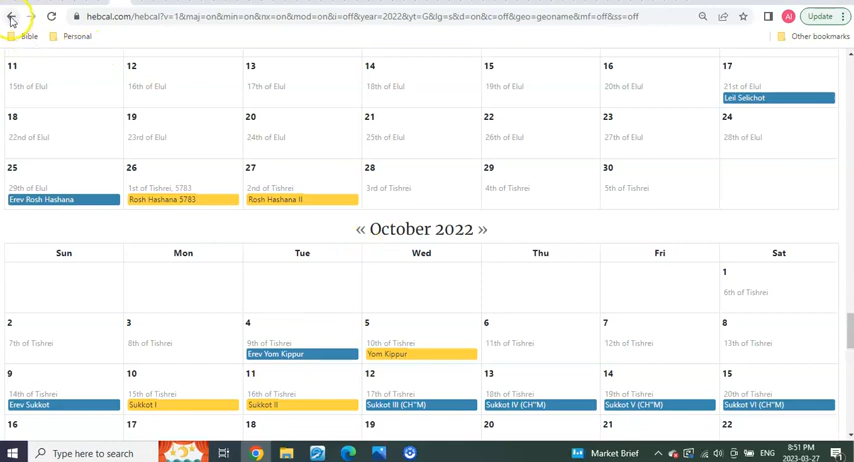 hebcal.com/hebcal?v=1&maj=on&min=on&nx=on&mod=on&i=off&year=2022&yt=G&lg=s&d=on&c=off&geo=geoname&mf=off&ss=off
AI Update
Bible Personal Other bookmarks
11 12 13 14 15 16 17
15th of Elul 16th of Elul 17th of Elul 18th of Elul 19th of Elul 20th of Elul 21st of Elul
Leil Selichot
18 19 20 21 22 23 24
22nd of Elul 23rd of Elul 24th of Elul 25th of Elul 26th of Elul 27th of Elul 28th of Elul
25 26 27 28 29 30
29th of Elul 1st of Tishrei, 5783 2nd of Tishrei 3rd of Tishrei 4th of Tishrei 5th of Tishrei
Erev Rosh Hashana Rosh Hashana 5783 Rosh Hashana II
« October 2022 »
Sun Mon Tue Wed Thu Fri Sat
1
6th of Tishrei
2 3 4 5 6 7 8
7th of Tishrei 8th of Tishrei 9th of Tishrei 10th of Tishrei 11th of Tishrei 12th of Tishrei 13th of Tishrei
Erev Yom Kippur Yom Kippur
9 10 11 12 13 14 15
14th of Tishrei 15th of Tishrei 16th of Tishrei 17th of Tishrei 18th of Tishrei 19th of Tishrei 20th of Tishrei
Erev Sukkot Sukkot I Sukkot II Sukkot III (CH''M) Sukkot IV (CH''M) Sukkot V (CH''M) Sukkot VI (CH''M)
16 17 18 19 20 21 22
Type here to search Market Brief ENG 8:51 PM
2023-03-27